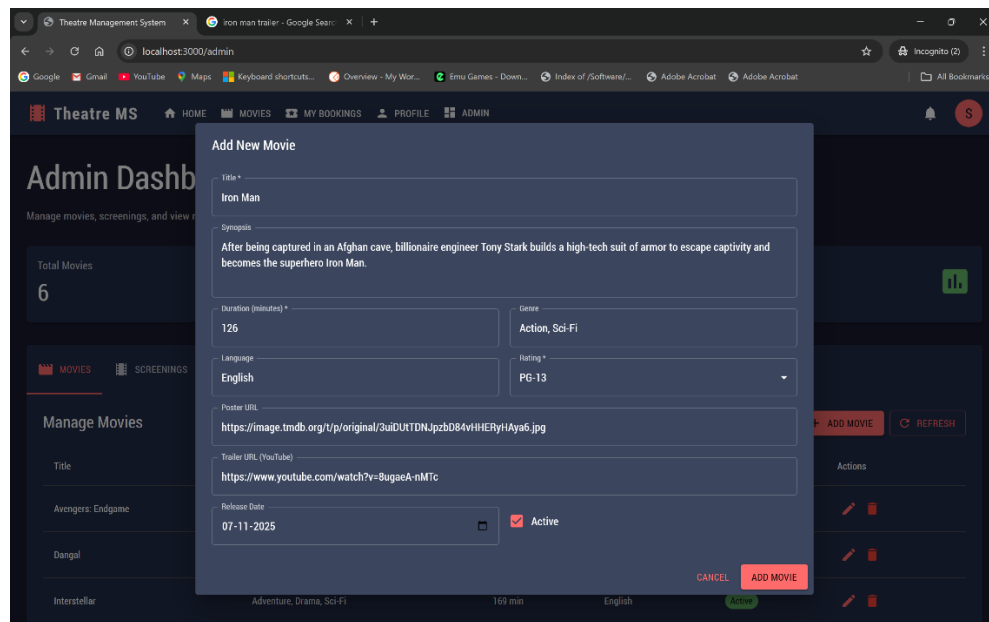 Theatre Management System
iron man trailer - Google Searc
localhost:3000/admin
Incognito (2)
Google Gmail YouTube Maps Keyboard shortcuts... Overview - My Wor... Emu Games - Down... Index of /Software/... Adobe Acrobat Adobe Acrobat All Bookmarks
Theatre MS HOME MOVIES MY BOOKINGS PROFILE ADMIN S
Add New Movie
Admin Dashb
Manage movies, screenings, and view
Total Movies
6
MOVIES SCREENINGS
Manage Movies
ADD MOVIE REFRESH
Title Actions
Avengers: Endgame
Dangal
Interstellar Adventure, Drama, Sci-Fi 169 min English Active
Title *
Iron Man
Synopsis
After being captured in an Afghan cave, billionaire engineer Tony Stark builds a high-tech suit of armor to escape captivity and
becomes the superhero Iron Man.
Duration (minutes) *
126
Genre
Action, Sci-Fi
Language
English
Rating *
PG-13
Poster URL
https://image.tmdb.org/t/p/original/3uiDUtTDNJpzbD84vHHERyHAya6.jpg
Trailer URL (YouTube)
https://www.youtube.com/watch?v=8ugaeA-nMTc
Release Date
07-11-2025
Active
CANCEL ADD MOVIE